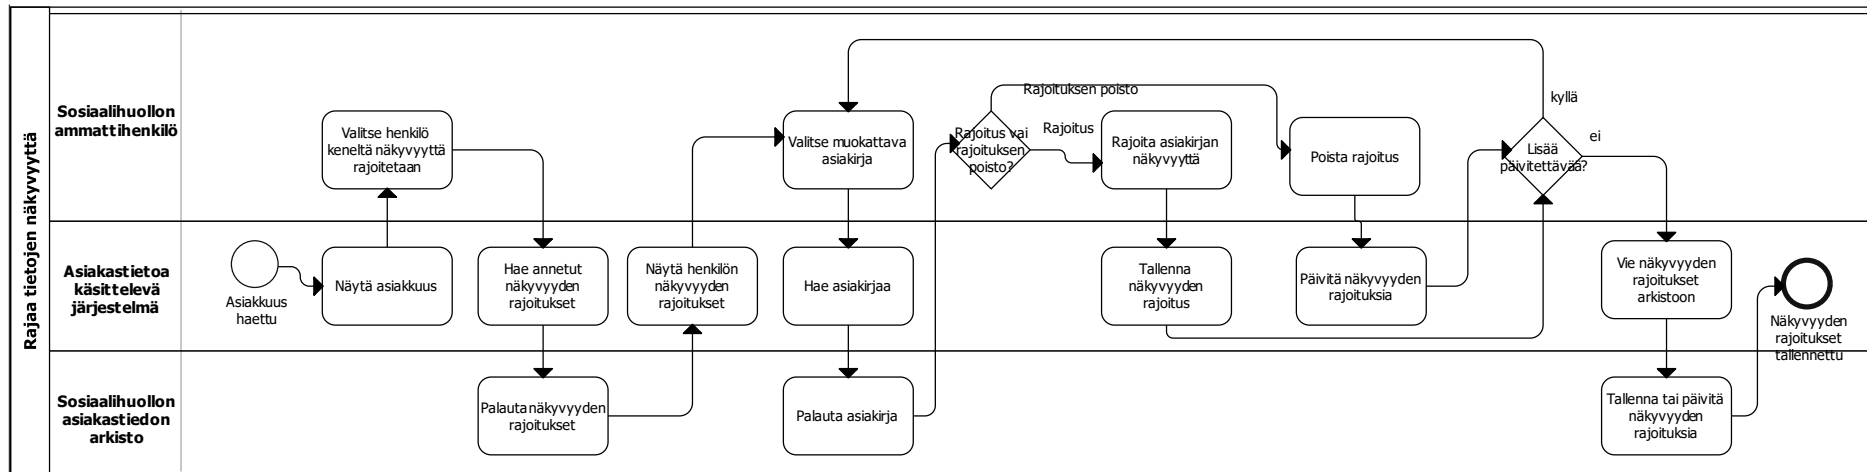 Rajaa tietojen näkyvyyttä
Sosiaalihuollon
ammattihenkilö
Valitse henkilö
keneltä näkyvyyttä
rajoitetaan
Valitse muokattava
asiakirja
Rajoitus vai
rajoituksen
poisto?
Rajoituksen poisto
Rajoitus
Rajoita asiakirjan
näkyvyyttä
Poista rajoitus
Lisää
päivitettävää?
kyllä
ei
Asiakastietoa
käsittelevä
järjestelmä
Asiakkuus
haettu
Näytä asiakkuus
Hae annetut
näkyvyyden
rajoitukset
Näytä henkilön
näkyvyyden
rajoitukset
Hae asiakirjaa
Tallenna
näkyvyyden
rajoitus
Päivitä näkyvyyden
rajoituksia
Vie näkyvyyden
rajoitukset
arkistoon
Näkyvyyden
rajoitukset
tallennettu
Sosiaalihuollon
asiakastiedon
arkisto
Palauta näkyvyyden
rajoitukset
Palauta asiakirja
Tallenna tai päivitä
näkyvyyden
rajoituksia